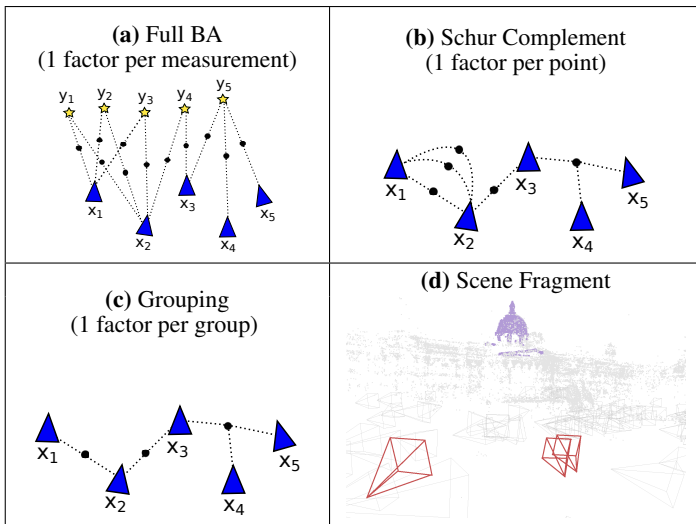 (a) Full BA
(1 factor per measurement)
y1 y2 y3 y4 y5
x1 x2 x3 x4 x5
(b) Schur Complement
(1 factor per point)
x1 x2 x3 x4 x5
(c) Grouping
(1 factor per group)
x1 x2 x3 x4 x5
(d) Scene Fragment